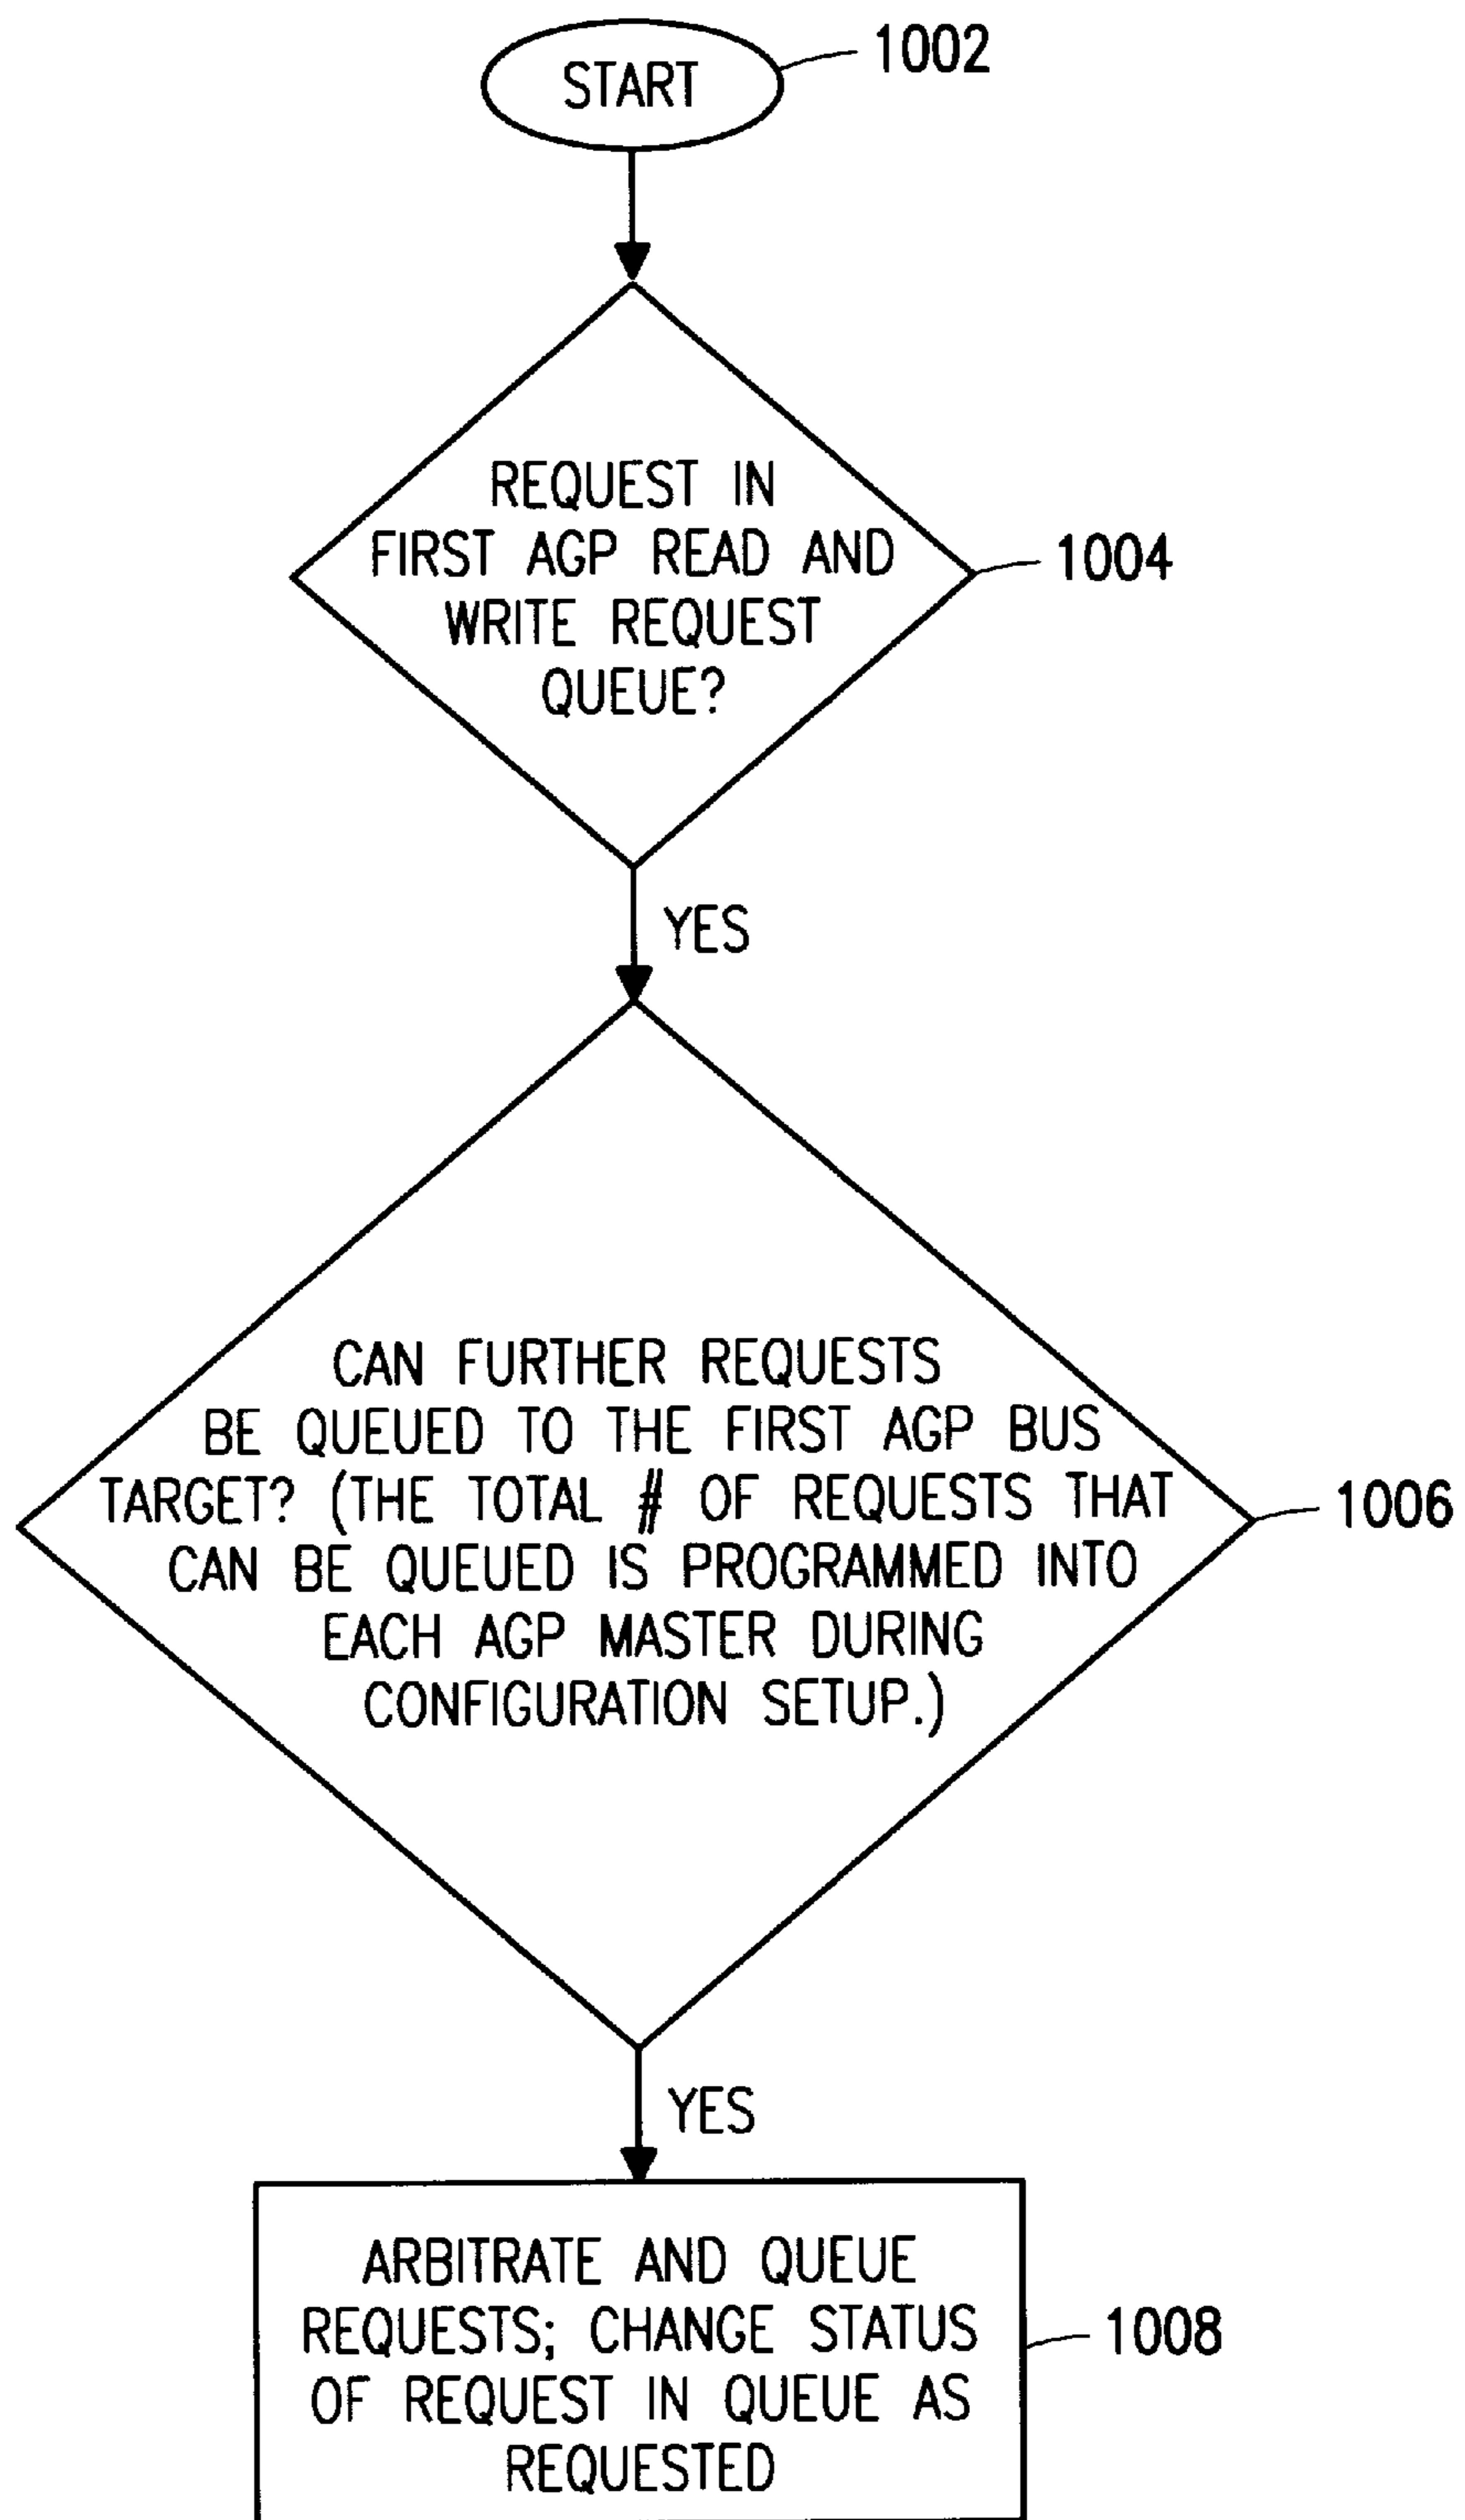 START
1002
REQUEST IN
FIRST AGP READ AND
WRITE REQUEST
QUEUE?
1004
YES
CAN FURTHER REQUESTS
BE QUEUED TO THE FIRST AGP BUS
TARGET? (THE TOTAL # OF REQUESTS THAT
CAN BE QUEUED IS PROGRAMMED INTO
EACH AGP MASTER DURING
CONFIGURATION SETUP.)
1006
YES
ARBITRATE AND QUEUE
REQUESTS; CHANGE STATUS
OF REQUEST IN QUEUE AS
REQUESTED
1008